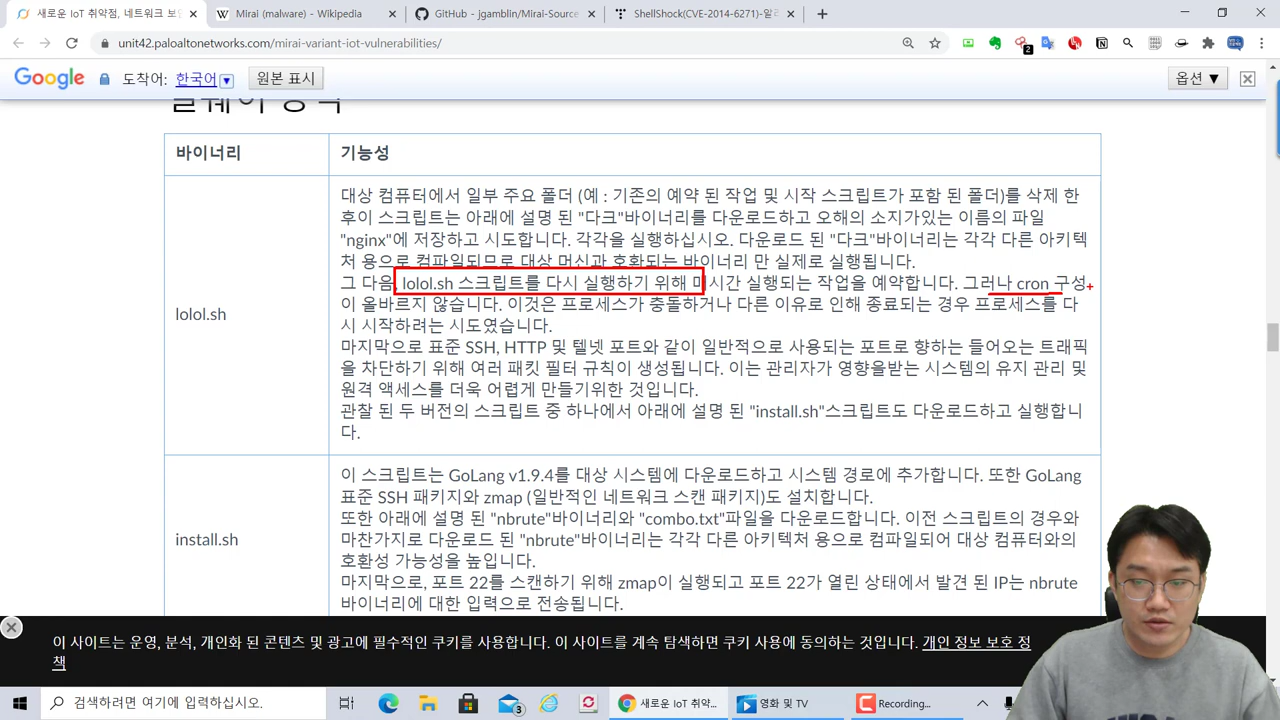 새로운 IoT 취약점, 네트워크 보안
Mirai (malware) - Wikipedia
GitHub - jgamblin/Mirai-Source
ShellShock(CVE-2014-6271)-알
unit42.paloaltonetworks.com/mirai-variant-iot-vulnerabilities/
2
Google 도착어: 한국어 원본 표시
옵션 ▼
바이너리
기능성
lolol.sh
대상 컴퓨터에서 일부 주요 폴더 (예 : 기존의 예약 된 작업 및 시작 스크립트가 포함 된 폴더)를 삭제 한
후이 스크립트는 아래에 설명 된 "다크"바이너리를 다운로드하고 오해의 소지가있는 이름의 파일
"nginx"에 저장하고 시도합니다. 각각을 실행하십시오. 다운로드 된 "다크"바이너리는 각각 다른 아키텍
처 용으로 컴파일되므로 대상 머신과 호환되는 바이너리 만 실제로 실행됩니다.
그 다음, lolol.sh 스크립트를 다시 실행하기 위해 매시간 실행되는 작업을 예약합니다. 그러나 cron 구성
이 올바르지 않습니다. 이것은 프로세스가 충돌하거나 다른 이유로 인해 종료되는 경우 프로세스를 다
시 시작하려는 시도였습니다.
마지막으로 표준 SSH, HTTP 및 텔넷 포트와 같이 일반적으로 사용되는 포트로 향하는 들어오는 트래픽
을 차단하기 위해 여러 패킷 필터 규칙이 생성됩니다. 이는 관리자가 영향을받는 시스템의 유지 관리 및
원격 액세스를 더욱 어렵게 만들기위한 것입니다.
관찰 된 두 버전의 스크립트 중 하나에서 아래에 설명 된 "install.sh"스크립트도 다운로드하고 실행합니
다.
install.sh
이 스크립트는 GoLang v1.9.4를 대상 시스템에 다운로드하고 시스템 경로에 추가합니다. 또한 GoLang
표준 SSH 패키지와 zmap (일반적인 네트워크 스캔 패키지)도 설치합니다.
또한 아래에 설명 된 "nbrute"바이너리와 "combo.txt"파일을 다운로드합니다. 이전 스크립트의 경우와
마찬가지로 다운로드 된 "nbrute"바이너리는 각각 다른 아키텍처 용으로 컴파일되어 대상 컴퓨터와의
호환성 가능성을 높입니다.
마지막으로, 포트 22를 스캔하기 위해 zmap이 실행되고 포트 22가 열린 상태에서 발견 된 IP는 nbrute
바이너리에 대한 입력으로 전송됩니다.
이 사이트는 운영, 분석, 개인화 된 콘텐츠 및 광고에 필수적인 쿠키를 사용합니다. 이 사이트를 계속 탐색하면 쿠키 사용에 동의하는 것입니다. 개인 정보 보호 정
책
검색하려면 여기에 입력하십시오.
3
새로운 IoT 취약...
영화 및 TV
Recording...